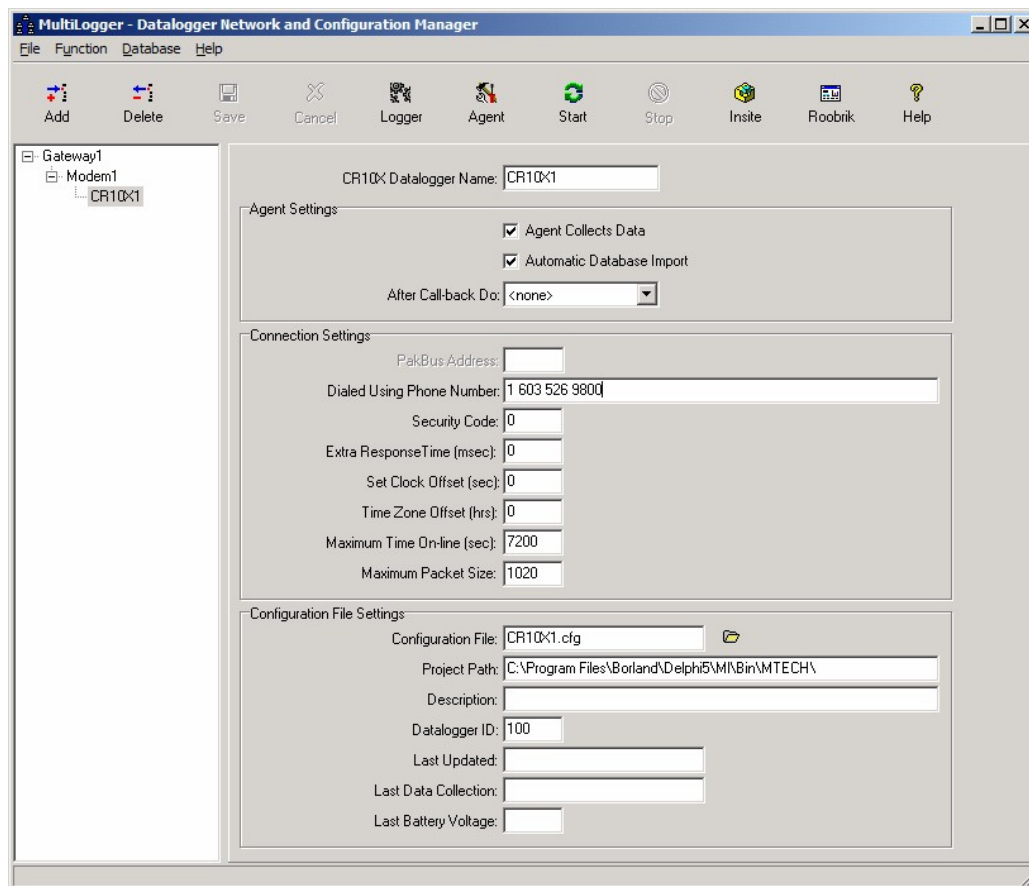 MultiLogger - Datalogger Network and Configuration Manager
File Function Database Help
Add Delete Save Cancel Logger Agent Start Stop Insite Roobrik Help
Gateway1
Modem1
CR10X1
CR10X Datalogger Name: CR10X1
Agent Settings
Agent Collects Data
Automatic Database Import
After Call-back Do: <none>
Connection Settings
PakBus Address:
Dialed Using Phone Number: 1 603 526 9800
Security Code: 0
Extra ResponseTime (msec): 0
Set Clock Offset (sec): 0
Time Zone Offset (hrs): 0
Maximum Time On-line (sec): 7200
Maximum Packet Size: 1020
Configuration File Settings
Configuration File: CR10X1.cfg
Project Path: C:\Program Files\Borland\Delphi5\MI\Bin\MTECH\
Description:
Datalogger ID: 100
Last Updated:
Last Data Collection:
Last Battery Voltage: